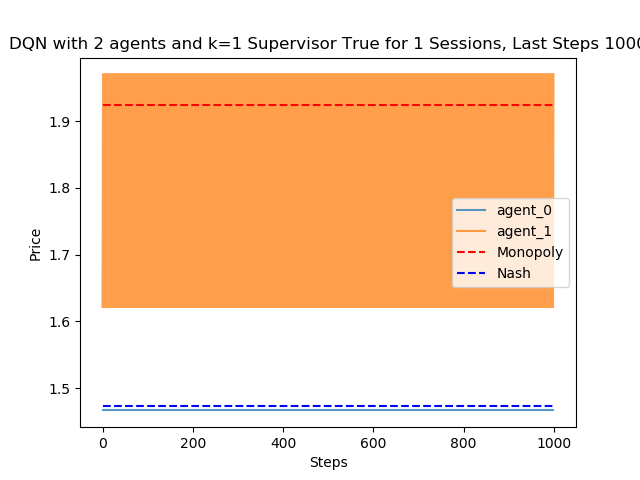 DQN with 2 agents and k=1 Supervisor True for 1 Sessions, Last Steps 1000
1.9
1.8
1.7
1.6
1.5
Price
agent_0
agent_1
Monopoly
Nash
0 200 400 600 800 1000
Steps